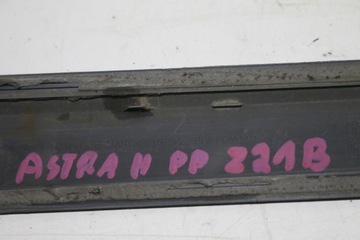 ASTRA H PP Z21B